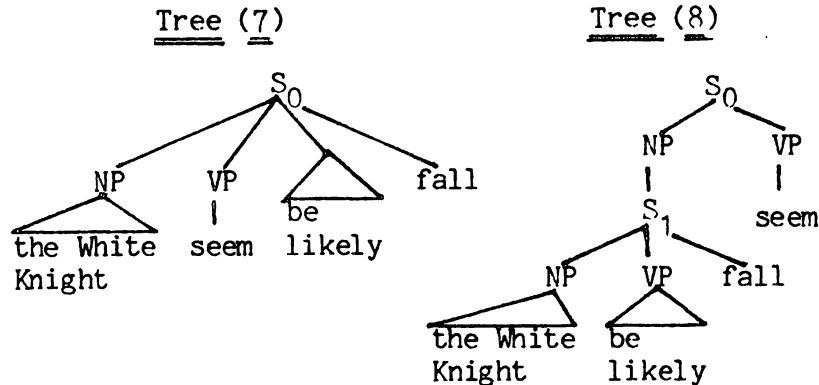 Tree (7) Tree (8)
S0 S0
NP VP
NP VP fall
be likely
seem
the White Knight
seem
S1
NP VP fall
the White Knight
be likely